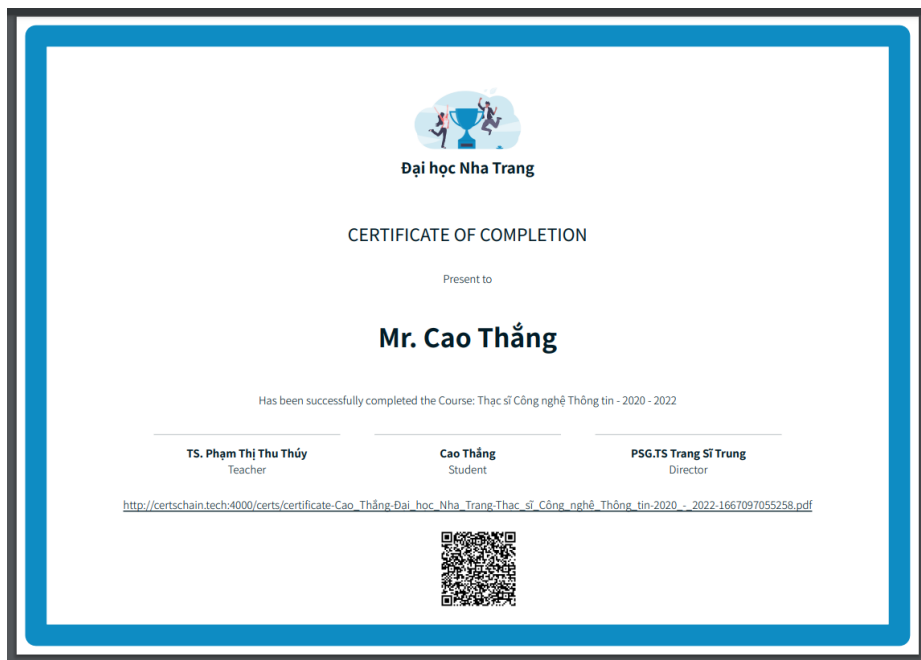 Đại học Nha Trang
CERTIFICATE OF COMPLETION
Present to
Mr. Cao Thắng
Has been successfully completed the Course: Thạc sĩ Công nghệ Thông tin - 2020 - 2022
TS. Phạm Thị Thu Thúy
Teacher
Cao Thắng
Student
PSG.TS Trang Sĩ Trung
Director
http://certschain.tech:4000/certs/certificate-Cao_Thắng-Đại_học_Nha_Trang-Thạc_sĩ_Công_nghệ_Thông_tin-2020_-_2022-1667097055258.pdf